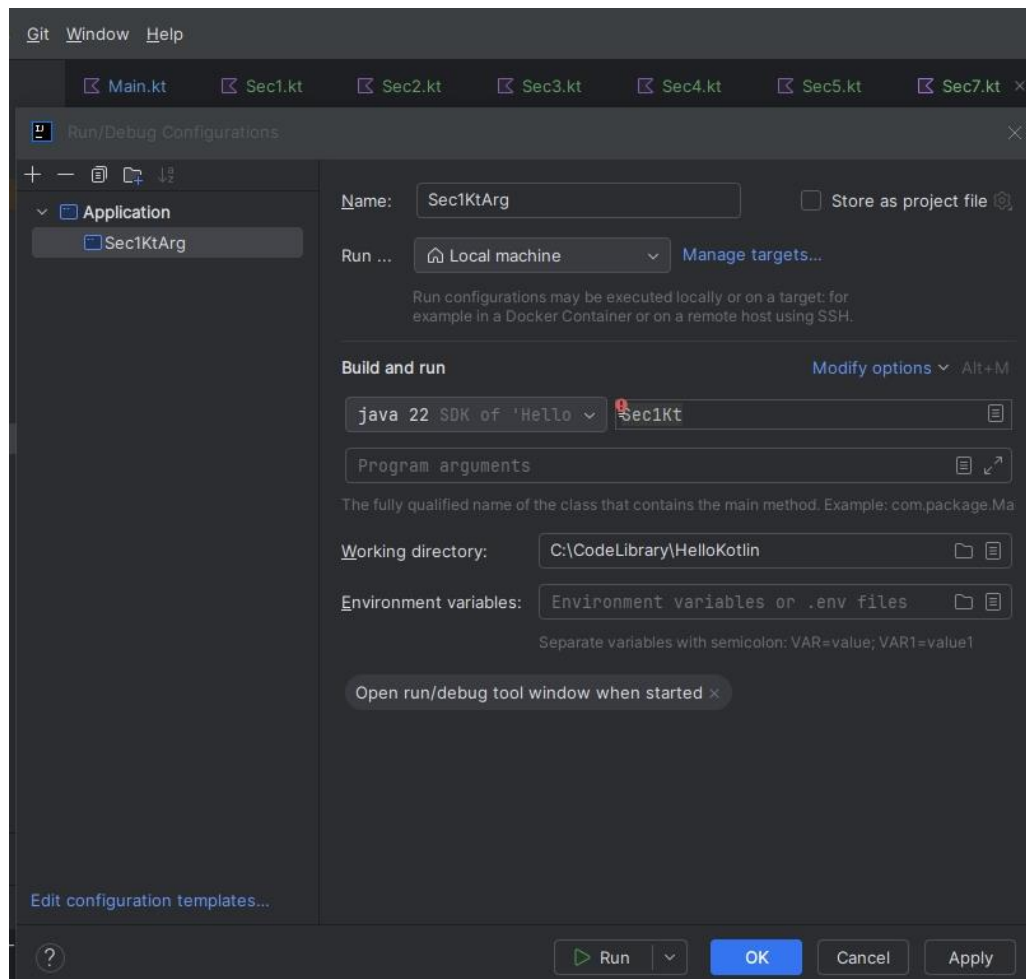 Git Window Help
Main.kt Sec1.kt Sec2.kt Sec3.kt Sec4.kt Sec5.kt Sec7.kt
Run/Debug Configurations
Application
Sec1KtArg
Name: Sec1KtArg Store as project file
Run ... Local machine Manage targets...
Run configurations may be executed locally or on a target: for
example in a Docker Container or on a remote host using SSH.
Build and run Modify options Alt+M
java 22 SDK of 'Hello Sec1Kt
Program arguments
The fully qualified name of the class that contains the main method. Example: com.package.Ma
Working directory: C:\CodeLibrary\HelloKotlin
Environment variables: Environment variables or .env files
Separate variables with semicolon: VAR=value; VAR1=value1
Open run/debug tool window when started
Edit configuration templates...
? Run OK Cancel Apply